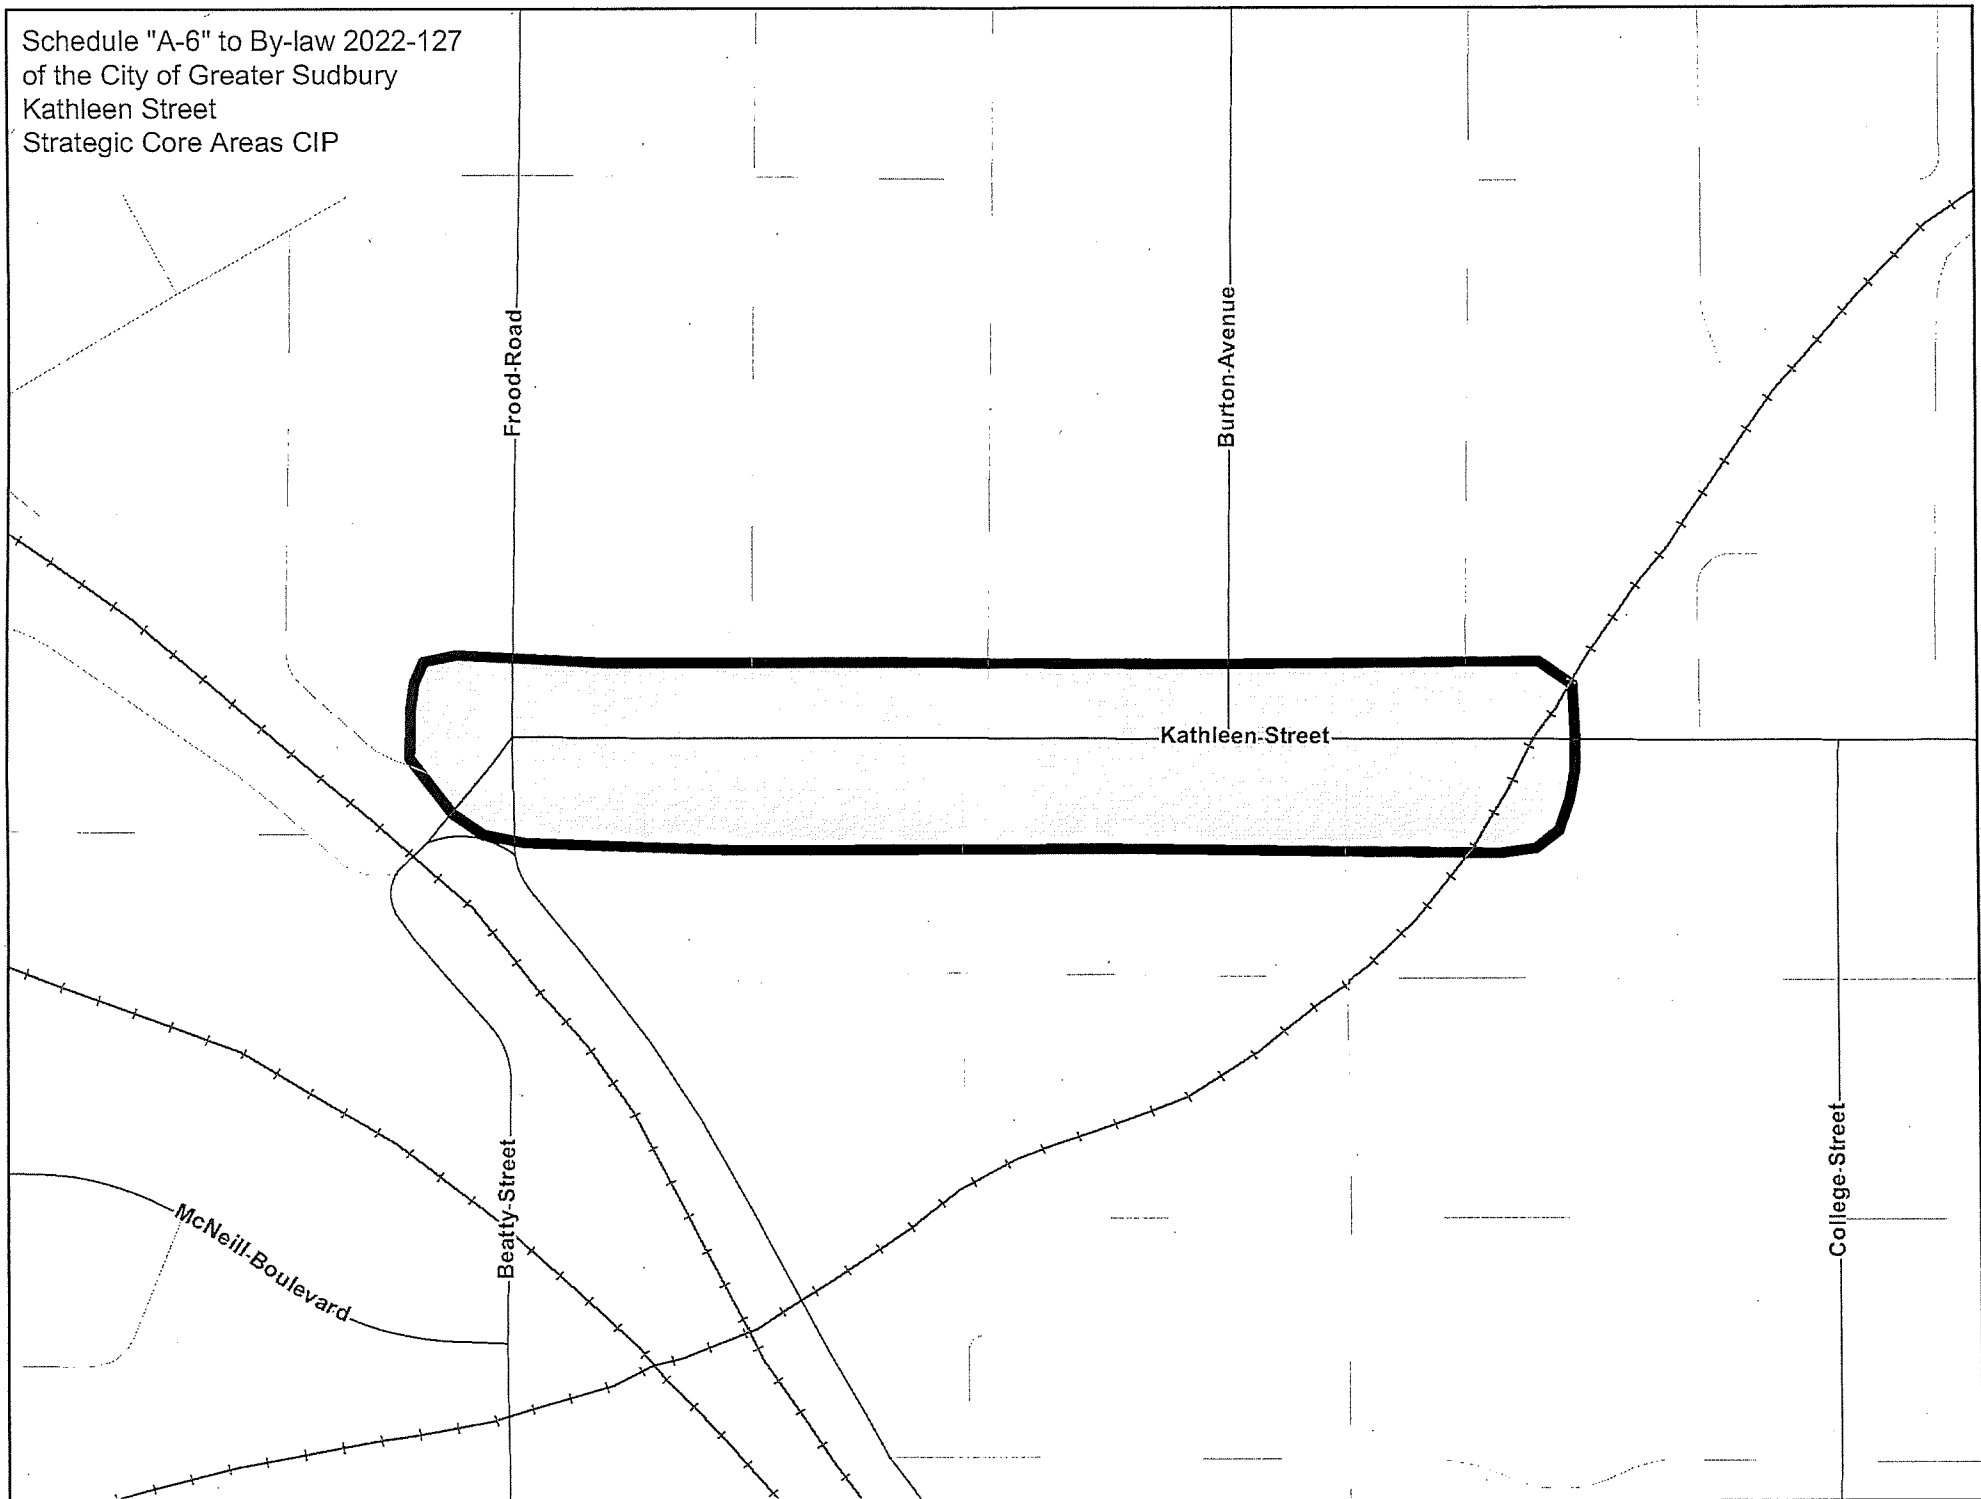 Schedule "A-6" to By-law 2022-127
of the City of Greater Sudbury
Kathleen Street
Strategic Core Areas CIP
Frood-Road
Burton-Avenue
Kathleen-Street
McNeill-Boulevard
Beatty-Street
College-Street